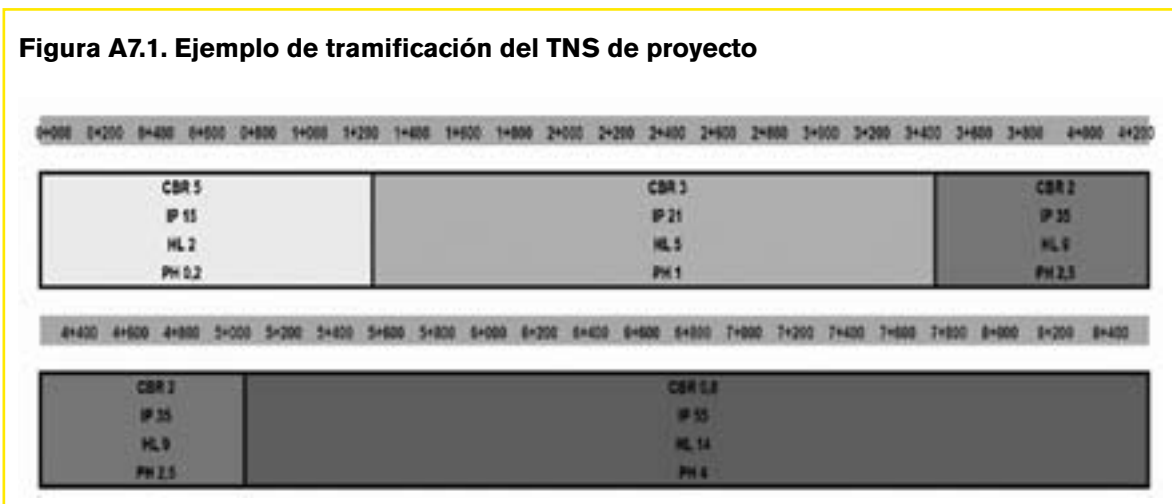 Figura A7.1. Ejemplo de tramificación del TNS de proyecto
0+000 0+200 0+400 0+600 0+800 1+000 1+200 1+400 1+600 1+800 2+000 2+200 2+400 2+600 2+800 3+000 3+200 3+400 3+600 3+800 4+000 4+200
CBR 5
IP 15
HL 2
PH 0,2
CBR 3
IP 21
HL 5
PH 1
CBR 2
IP 35
HL 9
PH 2,5
4+400 4+600 4+800 5+000 5+200 5+400 5+600 5+800 6+000 6+200 6+400 6+600 6+800 7+000 7+200 7+400 7+600 7+800 8+000 8+200 8+400
CBR 2
IP 35
HL 9
PH 2,5
CBR 0,8
IP 55
HL 14
PH 4